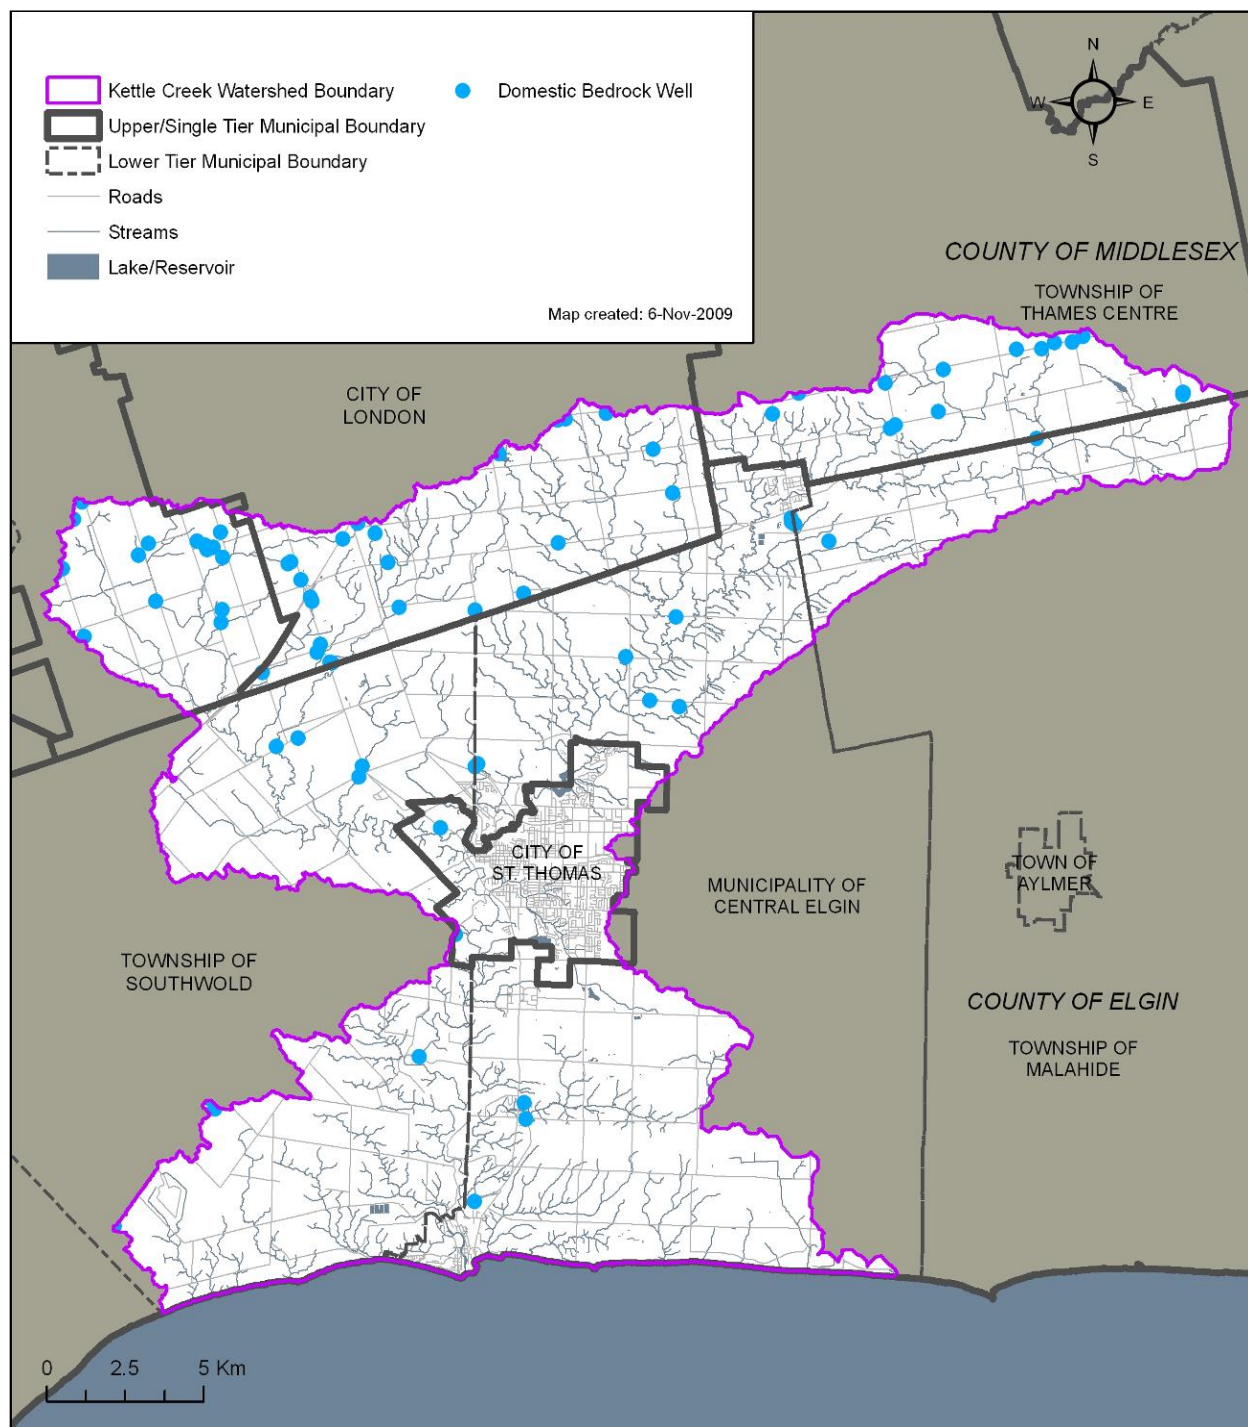 Kettle Creek Watershed Boundary
Domestic Bedrock Well
Upper/Single Tier Municipal Boundary
Lower Tier Municipal Boundary
Roads
Streams
Lake/Reservoir
Map created: 6-Nov-2009
N
W
E
S
COUNTY OF MIDDLESEX
TOWNSHIP OF
THAMES CENTRE
CITY OF
LONDON
CITY OF
ST. THOMAS
MUNICIPALITY OF
CENTRAL ELGIN
TOWN OF
AYLMER
TOWNSHIP OF
SOUTHWOLD
COUNTY OF ELGIN
TOWNSHIP OF
MALAHIDE
0 2.5 5 Km